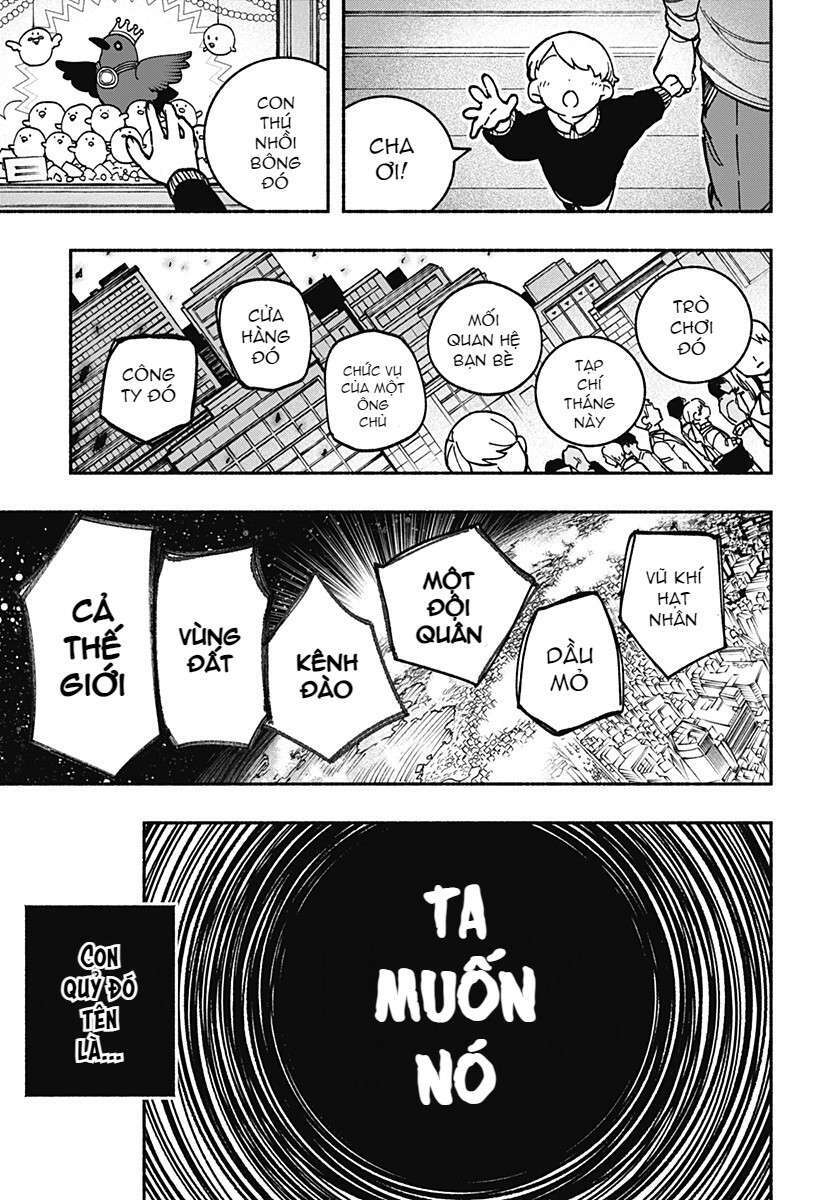 CHA
ƠI!
CON
THÚ
NHỒI
BÔNG
ĐÓ
TRÒ
CHƠI
ĐÓ
TẠP
CHÍ
THÁNG
NÀY
MỐI
QUAN HỆ
BẠN BÈ
CHỨC VỤ
CỦA MỘT
ÔNG
CHỦ
CỬA
HÀNG
ĐÓ
CÔNG
TY ĐÓ
VŨ KHÍ
HẠT
NHÂN
DẦU
MỎ
MỘT
ĐỘI
QUÂN
KÊNH
ĐÀO
VÙNG
ĐẤT
CẢ
THẾ
GIỚI
TA
MUỐN
NÓ
CON
QUỶ ĐÓ
TÊN
LÀ...